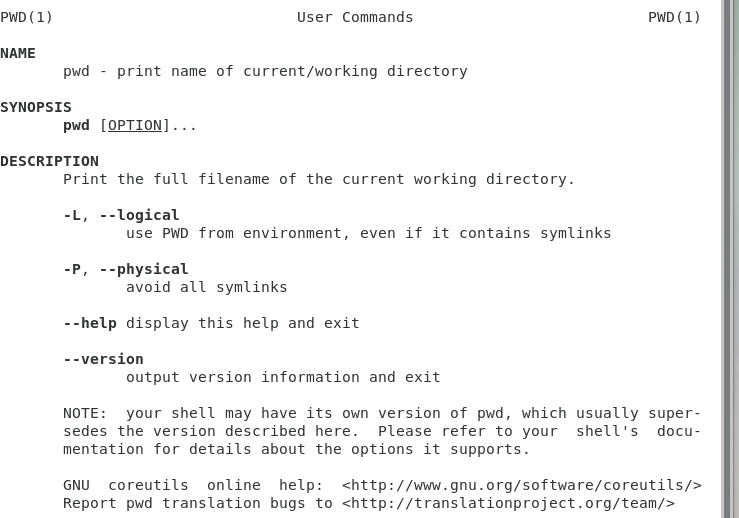 PWD(1)                           User Commands                          PWD(1)
NAME
pwd - print name of current/working directory
SYNOPSIS
pwd [OPTION]...
DESCRIPTION
Print the full filename of the current working directory.
-L, --logical
use PWD from environment, even if it contains symlinks
-P, --physical
avoid all symlinks
--help display this help and exit
--version
output version information and exit
NOTE:  your shell may have its own version of pwd, which usually super-
sedes the version described here.  Please refer to your  shell's  docu-
mentation for details about the options it supports.
GNU  coreutils  online  help:  <http://www.gnu.org/software/coreutils/>
Report pwd translation bugs to <http://translationproject.org/team/>